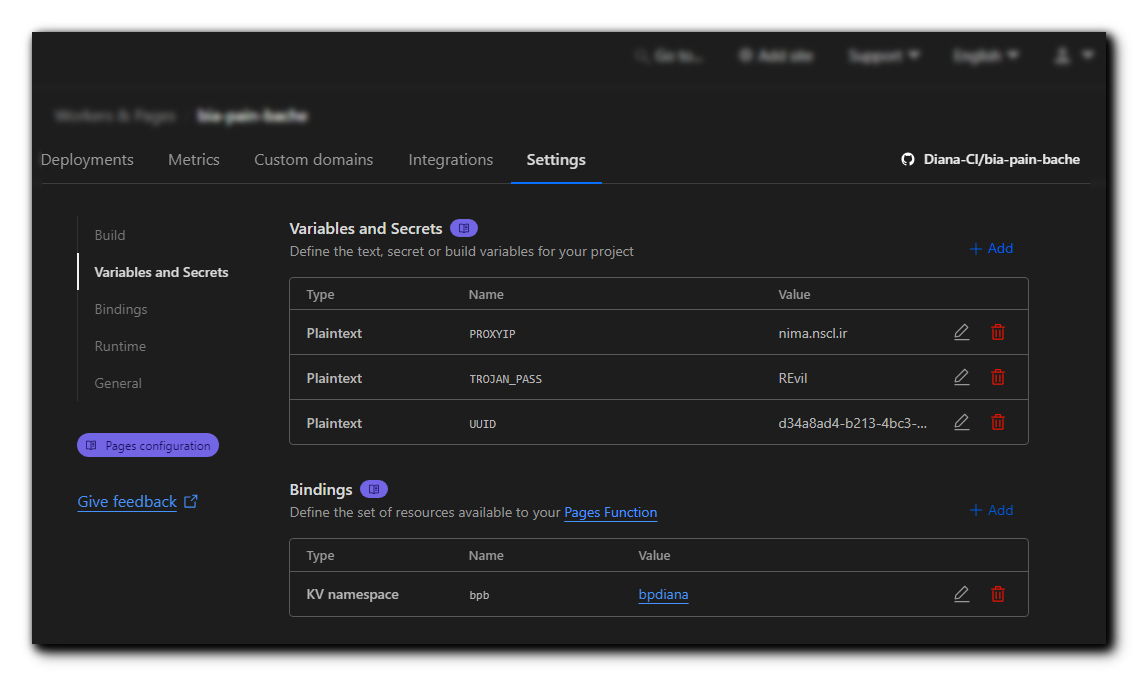 Go to...
Add site
Support
English
Workers & Pages / bia-pain-bache
Deployments Metrics Custom domains Integrations Settings Diana-Cl/bia-pain-bache
Build
Variables and Secrets
Bindings
Runtime
General
Pages configuration
Give feedback
Variables and Secrets
Define the text, secret or build variables for your project
+ Add
Type Name Value
Plaintext PROXYIP nima.nscl.ir
Plaintext TROJAN_PASS REvil
Plaintext UUID d34a8ad4-b213-4bc3-...
Bindings
Define the set of resources available to your Pages Function
+ Add
Type Name Value
KV namespace bpb bpdiana